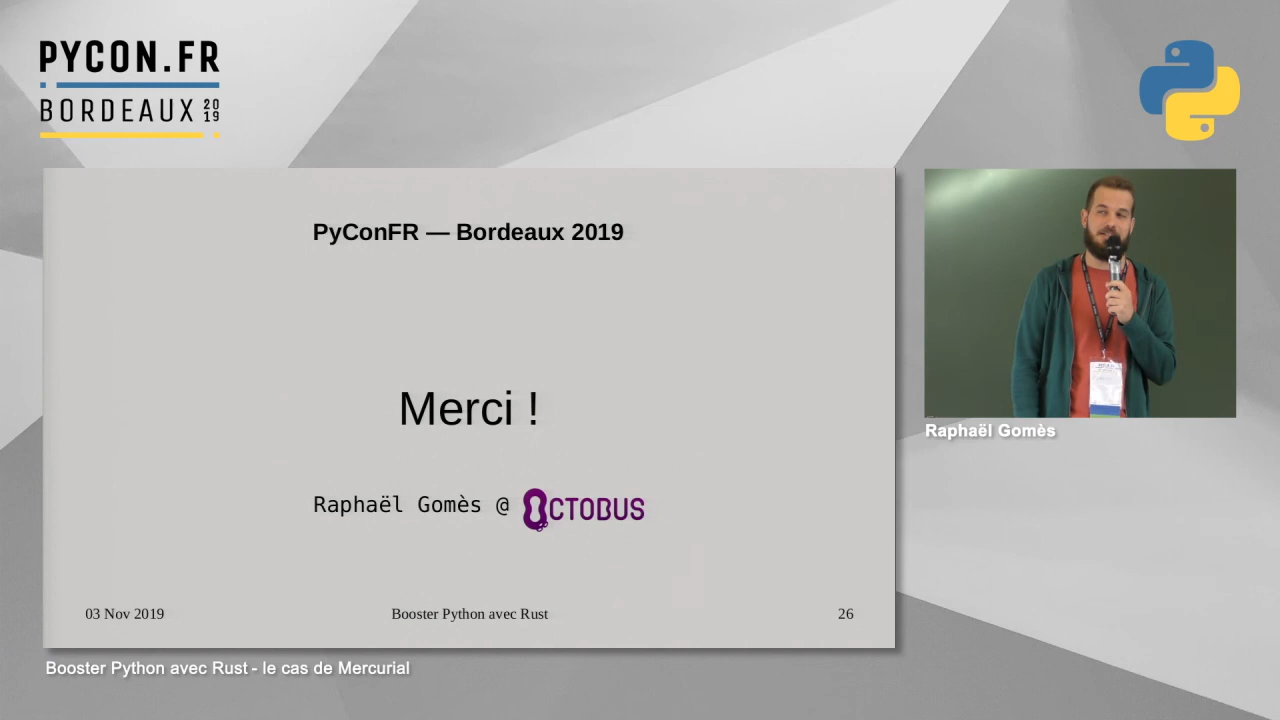 PYCON.FR
BORDEAUX 2019
PyConFR — Bordeaux 2019
Merci !
Raphaël Gomès @ OCTOBUS
03 Nov 2019 Booster Python avec Rust 26
Raphaël Gomès
Booster Python avec Rust - le cas de Mercurial